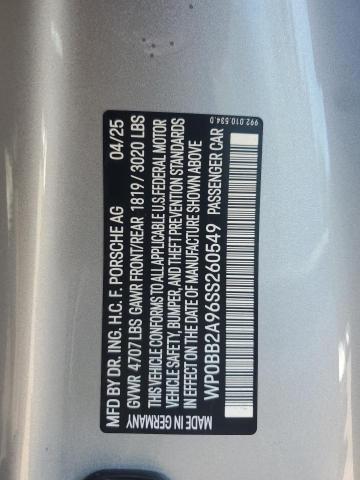 992.010.534.0
MFD BY DR. ING. H.C. F. PORSCHE AG 04/25
GVWR 4707 LBS GAWR FRONT/REAR 1819 / 3020 LBS
THIS VEHICLE CONFORMS TO ALL APPLICABLE U.S. FEDERAL MOTOR
VEHICLE SAFETY, BUMPER, AND THEFT PREVENTION STANDARDS
IN EFFECT ON THE DATE OF MANUFACTURE SHOWN ABOVE
WP0BB2A96SS260549 PASSENGER CAR
MADE IN GERMANY